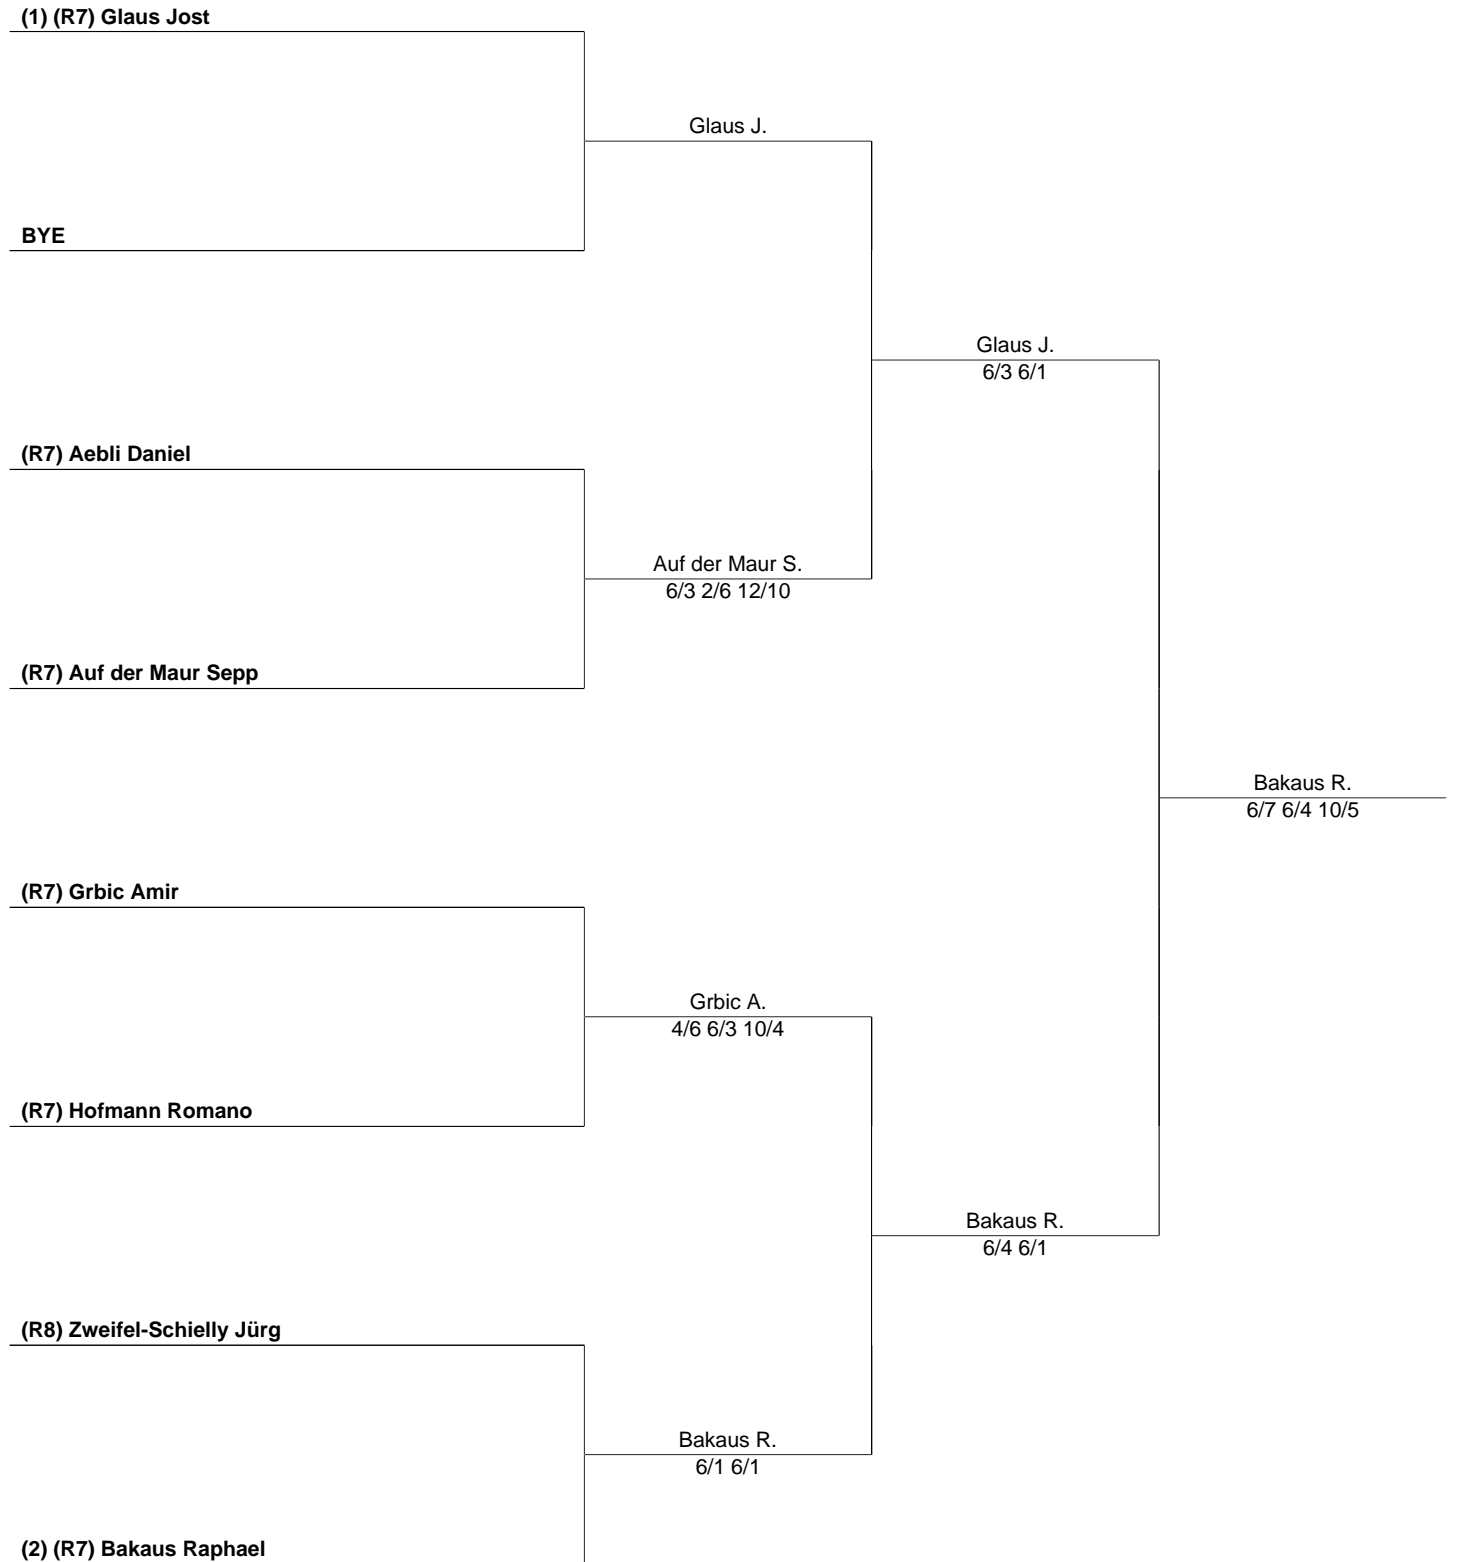 (1) (R7) Glaus Jost
Glaus J.
BYE
Glaus J.
6/3 6/1
(R7) Aebli Daniel
Auf der Maur S.
6/3 2/6 12/10
(R7) Auf der Maur Sepp
Bakaus R.
6/7 6/4 10/5
(R7) Grbic Amir
Grbic A.
4/6 6/3 10/4
(R7) Hofmann Romano
Bakaus R.
6/4 6/1
(R8) Zweifel-Schielly Jürg
Bakaus R.
6/1 6/1
(2) (R7) Bakaus Raphael